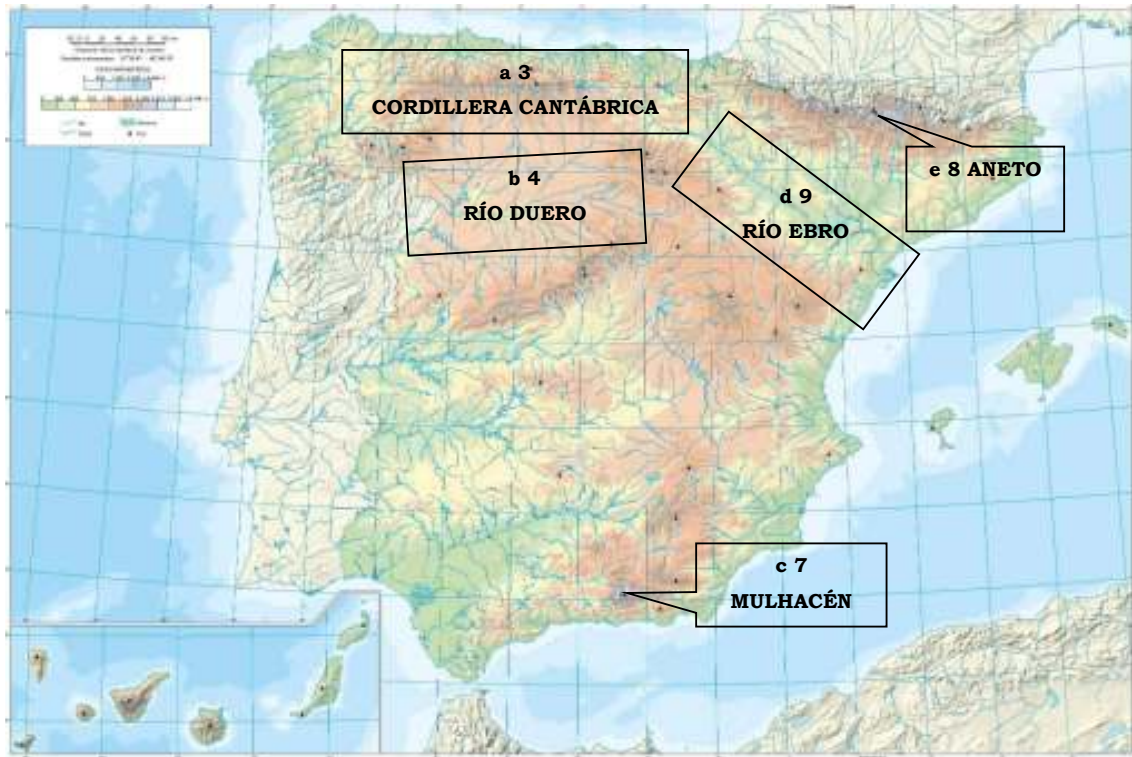 a 3
CORDILLERA CANTÁBRICA
b 4
RÍO DUERO
d 9
RÍO EBRO
e 8 ANETO
c 7
MULHACÉN